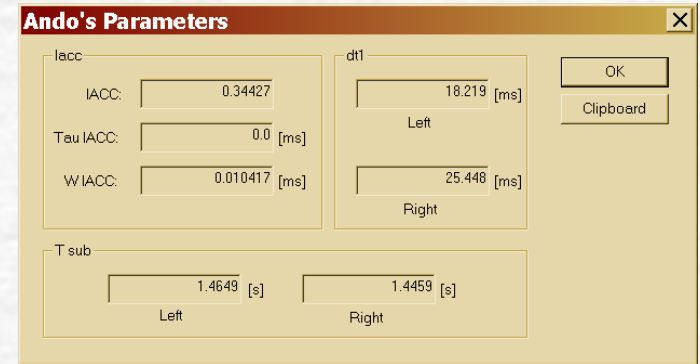 Ando's Parameters
Iacc
IACC: 0.34427
Tau IACC: 0.0 [ms]
W IACC: 0.010417 [ms]
dt1
18.219 [ms]
Left
25.448 [ms]
Right
OK
Clipboard
T sub
1.4649 [s] 1.4459 [s]
Left Right